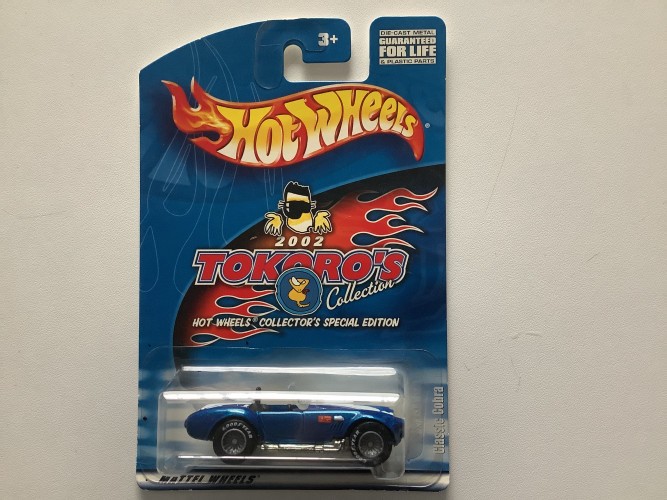 3+
DIE-CAST METAL
GUARANTEED
FOR LIFE
& PLASTIC PARTS
HOT WHEELS®
2002
TOKORO'S
Collection
HOT WHEELS® COLLECTOR'S SPECIAL EDITION
Classic Cobra
GOODYEAR
MATTEL WHEELS